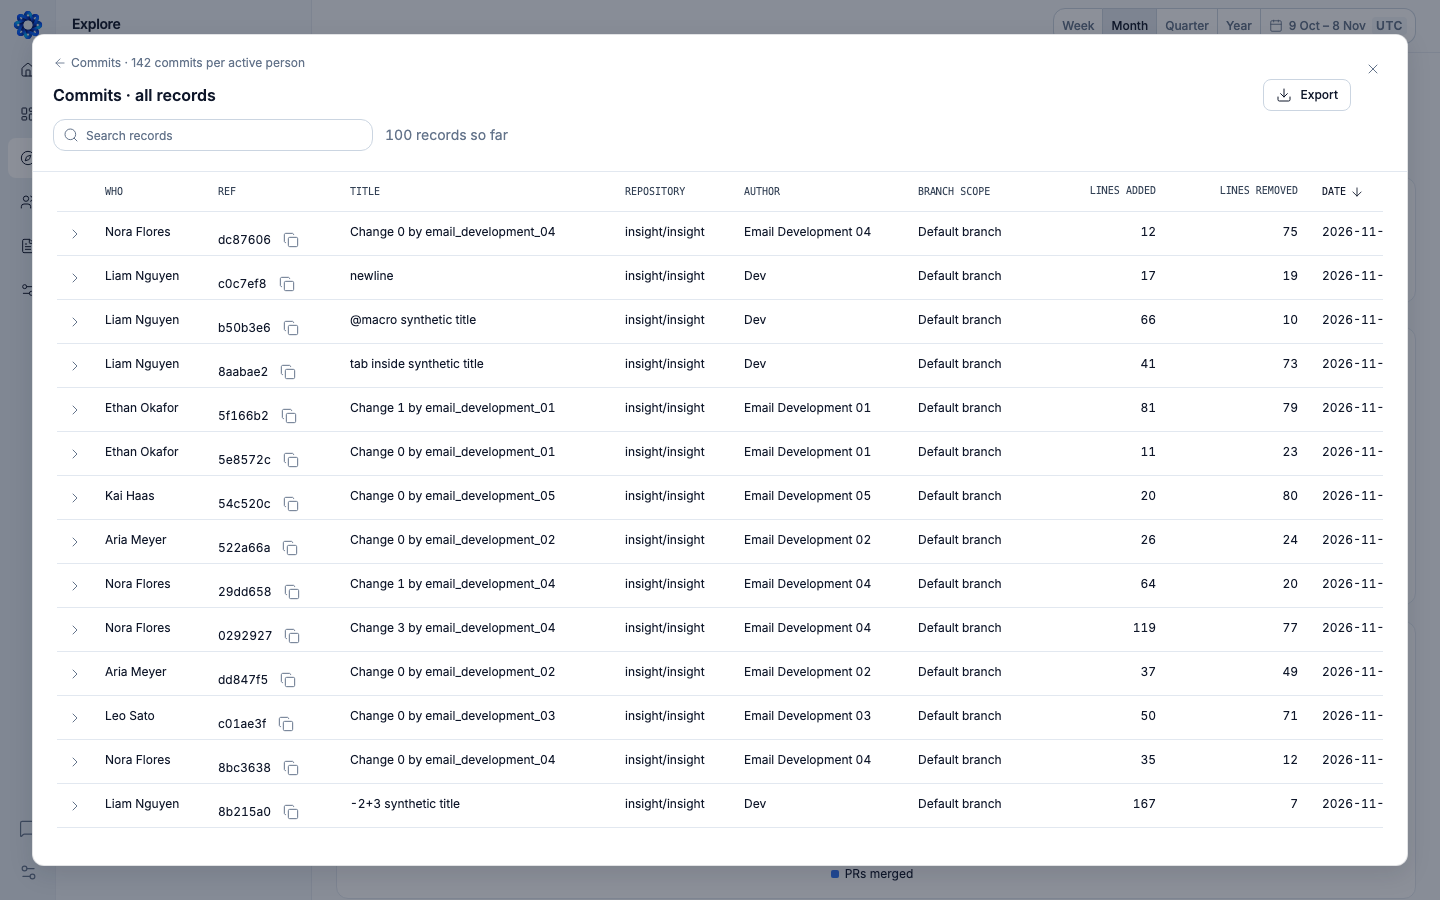 Explore
Week Month Quarter Year 9 Oct – 8 Nov UTC
Commits · 142 commits per active person
Commits · all records
Export
Search records
100 records so far
WHO REF TITLE REPOSITORY AUTHOR BRANCH SCOPE LINES ADDED LINES REMOVED DATE
Nora Flores dc87606 Change 0 by email_development_04 insight/insight Email Development 04 Default branch 12 75 2026-11-
Liam Nguyen c0c7ef8 newline insight/insight Dev Default branch 17 19 2026-11-
Liam Nguyen b50b3e6 @macro synthetic title insight/insight Dev Default branch 66 10 2026-11-
Liam Nguyen 8aabae2 tab inside synthetic title insight/insight Dev Default branch 41 73 2026-11-
Ethan Okafor 5f166b2 Change 1 by email_development_01 insight/insight Email Development 01 Default branch 81 79 2026-11-
Ethan Okafor 5e8572c Change 0 by email_development_01 insight/insight Email Development 01 Default branch 11 23 2026-11-
Kai Haas 54c520c Change 0 by email_development_05 insight/insight Email Development 05 Default branch 20 80 2026-11-
Aria Meyer 522a66a Change 0 by email_development_02 insight/insight Email Development 02 Default branch 26 24 2026-11-
Nora Flores 29dd658 Change 1 by email_development_04 insight/insight Email Development 04 Default branch 64 20 2026-11-
Nora Flores 0292927 Change 3 by email_development_04 insight/insight Email Development 04 Default branch 119 77 2026-11-
Aria Meyer dd847f5 Change 0 by email_development_02 insight/insight Email Development 02 Default branch 37 49 2026-11-
Leo Sato c01ae3f Change 0 by email_development_03 insight/insight Email Development 03 Default branch 50 71 2026-11-
Nora Flores 8bc3638 Change 0 by email_development_04 insight/insight Email Development 04 Default branch 35 12 2026-11-
Liam Nguyen 8b215a0 -2+3 synthetic title insight/insight Dev Default branch 167 7 2026-11-
PRs merged